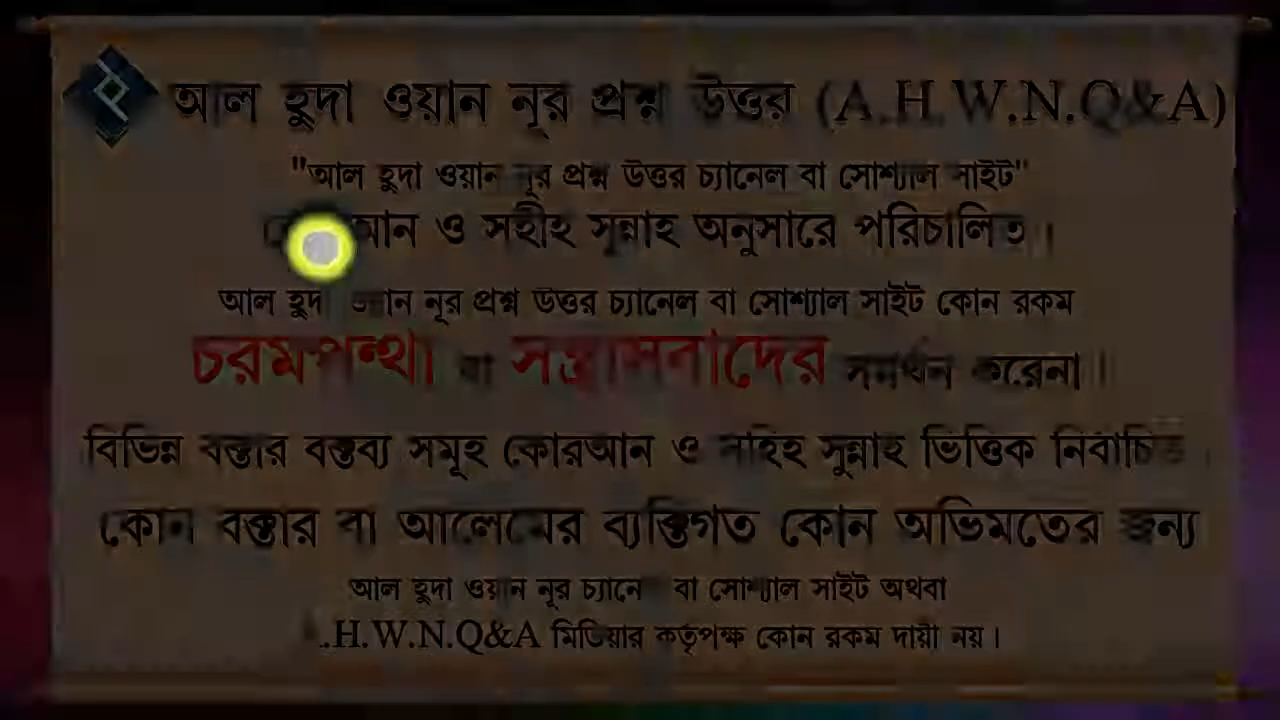 আল হুদা ওয়ান নূর প্রশ্ন উত্তর (A.H.W.N.Q&A)
"আল হুদা ওয়ান নূর প্রশ্ন উত্তর চ্যানেল বা সোশ্যাল সাইট"
ও সহীহ সুন্নাহ অনুসারে পরিচালিত।
আল হুদা ওয়ান নূর প্রশ্ন উত্তর চ্যানেল বা সোশ্যাল সাইট কোন রকম
চরমপন্থা বা সন্ত্রাসবাদের সমর্থন করেনা।
বিভিন্ন বক্তার বক্তব্য সমূহ কোরআন ও সহিহ সুন্নাহ ভিত্তিক নির্বাচিত।
কোন বক্তার বা আলেমের ব্যক্তিগত কোন অভিমতের জন্য
আল হুদা ওয়ান নূর চ্যানেল বা সোশ্যাল সাইট অথবা
A.H.W.N.Q&A মিডিয়ার কর্তৃপক্ষ কোন রকম দায়ী নয়।